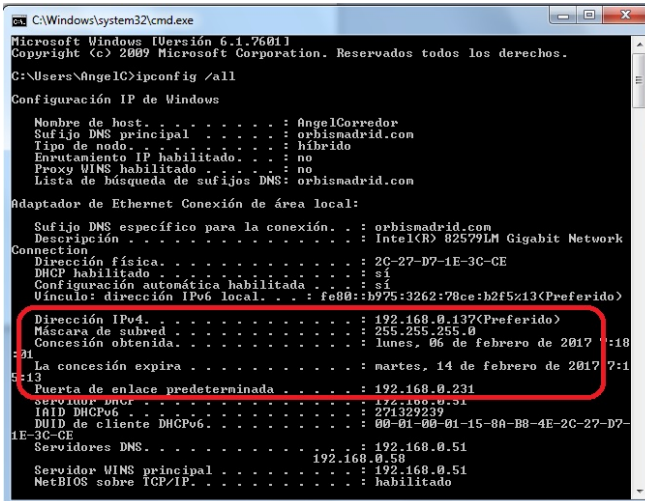 C:\Windows\system32\cmd.exe
Microsoft Windows [Versión 6.1.7601]
Copyright (c) 2009 Microsoft Corporation. Reservados todos los derechos.
C:\Users\AngelC>ipconfig /all
Configuración IP de Windows
Nombre de host. . . . . . . . . : AngelCorredor
Sufijo DNS principal . . . . . : orbismadrid.com
Tipo de nodo. . . . . . . . . . : híbrido
Enrutamiento IP habilitado. . . : no
Proxy WINS habilitado . . . . . : no
Lista de búsqueda de sufijos DNS: orbismadrid.com
Adaptador de Ethernet Conexión de área local:
Sufijo DNS específico para la conexión. . : orbismadrid.com
Descripción . . . . . . . . . . . . . . . : Intel(R) 82579LM Gigabit Network
Connection
Dirección física. . . . . . . . . . . . . : 2C-27-D7-1E-3C-CE
DHCP habilitado . . . . . . . . . . . . . : sí
Configuración automática habilitada . . . : sí
Vínculo: dirección IPv6 local. . . : fe80::b975:3262:78ce:b2f5%13(Preferido)
Dirección IPv4. . . . . . . . . . . . . . : 192.168.0.137(Preferido)
Máscara de subred . . . . . . . . . . . . : 255.255.255.0
Concesión obtenida. . . . . . . . . . . . : lunes, 06 de febrero de 2017 7:18
:01
La concesión expira . . . . . . . . . . . : martes, 14 de febrero de 2017 7:1
5:13
Puerta de enlace predeterminada . . . . . : 192.168.0.231
Servidor DHCP . . . . . . . . . . . . . . : 192.168.0.51
IAID DHCPv6 . . . . . . . . . . . . . . . : 271329239
DUID de cliente DHCPv6. . . . . . . . . . : 00-01-00-01-15-8A-B8-4E-2C-27-D7-
1E-3C-CE
Servidores DNS. . . . . . . . . . . . . . : 192.168.0.51
192.168.0.58
Servidor WINS principal . . . . . . . . . : 192.168.0.51
NetBIOS sobre TCP/IP. . . . . . . . . . . : habilitado